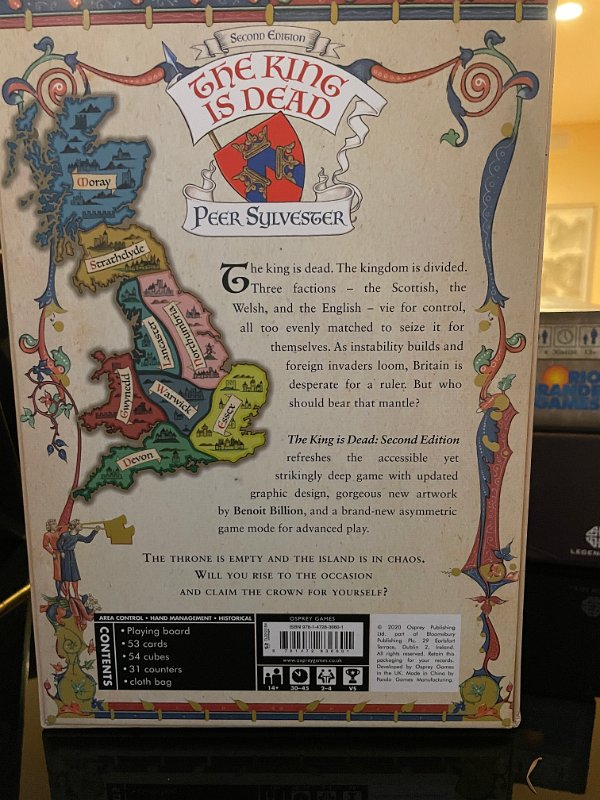 Second Edition
THE KING
IS DEAD
PEER SYLVESTER
Moray
Strathclyde
Lancaster
Northumbria
Gwynedd
Warwick
Essex
Devon
The king is dead. The kingdom is divided.
Three factions – the Scottish, the
Welsh, and the English – vie for control,
all too evenly matched to seize it for
themselves. As instability builds and
foreign invaders loom, Britain is
desperate for a ruler. But who
should bear that mantle?
The King is Dead: Second Edition
refreshes the accessible yet
strikingly deep game with updated
graphic design, gorgeous new artwork
by Benoit Billion, and a brand-new asymmetric
game mode for advanced play.
The throne is empty and the island is in chaos.
Will you rise to the occasion
and claim the crown for yourself?
AREA CONTROL • HAND MANAGEMENT • HISTORICAL
CONTENTS
• Playing board
• 53 cards
• 54 cubes
• 31 counters
• cloth bag
OSPREY GAMES
www.ospreygames.co.uk
14+ 30–45 2–4 VS
© 2020 Osprey Publishing
Ltd. part of Bloomsbury
Publishing Plc. 29 Earlsfort
Terrace, Dublin 2, Ireland.
All rights reserved. Retain this
packaging for your records.
Developed by Osprey Games
in the UK. Made in China by
Panda Games Manufacturing.
RIO
GRANDE
GAMES
LEGEN